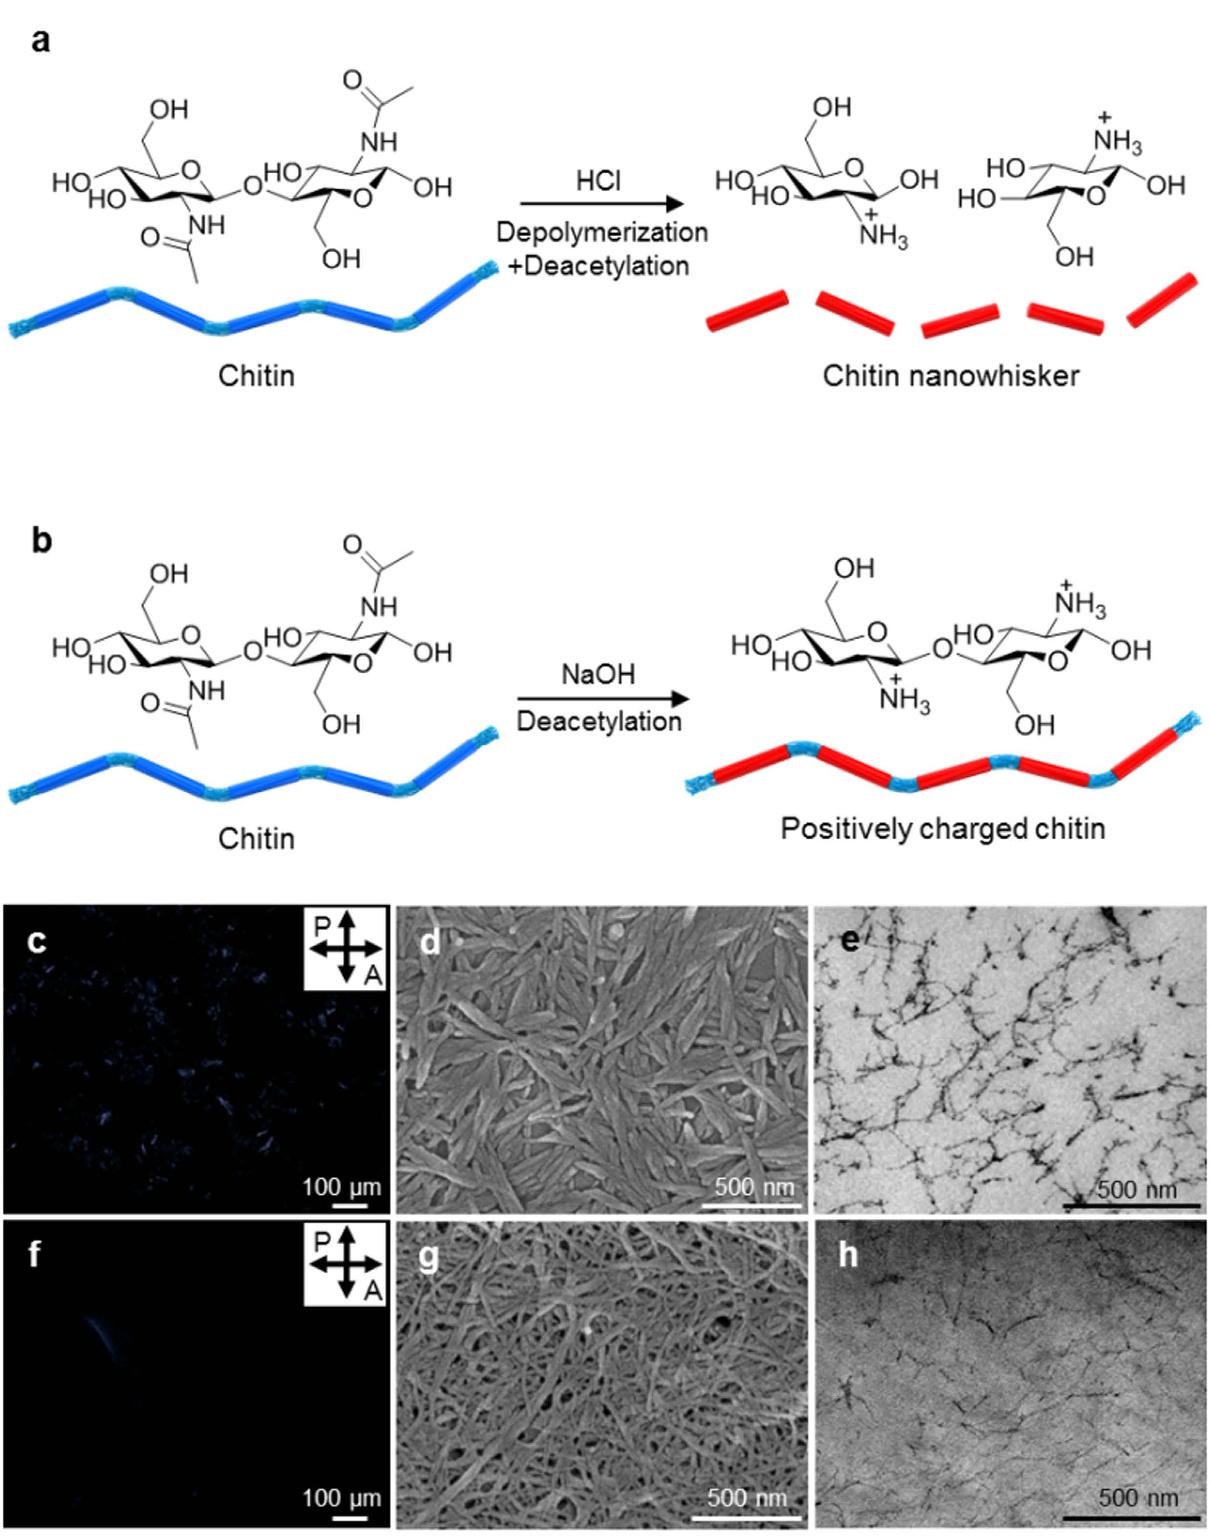 a
O
OH
NH
HO
HO
O
O
HO
O
OH
NH
O
OH
HCl
Depolymerization
+Deacetylation
OH
HO
HO
O
OH
+
NH3
+
NH3
HO
HO
O
OH
OH
Chitin
Chitin nanowhisker
b
O
OH
NH
HO
HO
O
O
HO
O
OH
NH
O
OH
NaOH
Deacetylation
OH
HO
HO
O
O
+
NH3
+
NH3
HO
O
OH
OH
Chitin
Positively charged chitin
c
P
A
100 μm
d
500 nm
e
500 nm
f
P
A
100 μm
g
500 nm
h
500 nm